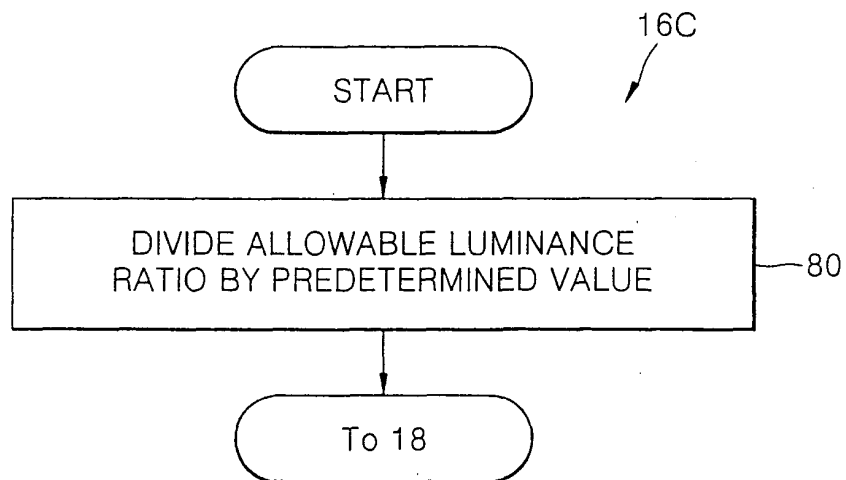 16C
START
DIVIDE ALLOWABLE LUMINANCE
RATIO BY PREDETERMINED VALUE
80
To 18